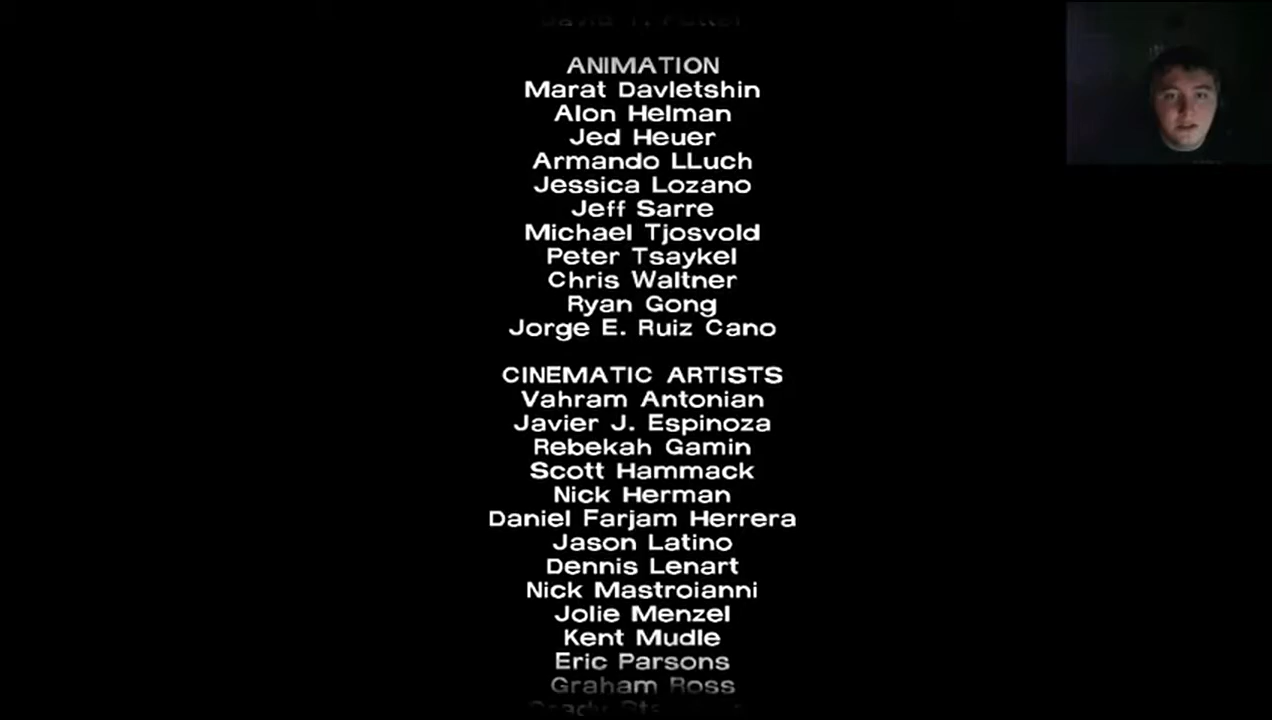 ANIMATION
Marat Davletshin
Alon Helman
Jed Heuer
Armando LLuch
Jessica Lozano
Jeff Sarre
Michael Tjosvold
Peter Tsaykel
Chris Waltner
Ryan Gong
Jorge E. Ruiz Cano
CINEMATIC ARTISTS
Vahram Antonian
Javier J. Espinoza
Rebekah Gamin
Scott Hammack
Nick Herman
Daniel Farjam Herrera
Jason Latino
Dennis Lenart
Nick Mastroianni
Jolie Menzel
Kent Mudle
Eric Parsons
Graham Ross